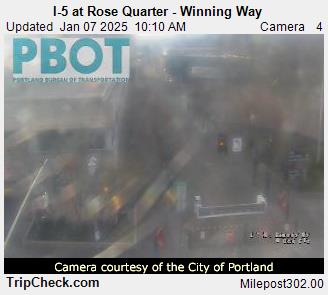 I-5 at Rose Quarter - Winning Way
Updated Jan 07 2025 10:10 AM Camera 4
PBOT
PORTLAND BUREAU OF TRANSPORTATION
Camera courtesy of the City of Portland
TripCheck.com Milepost302.00